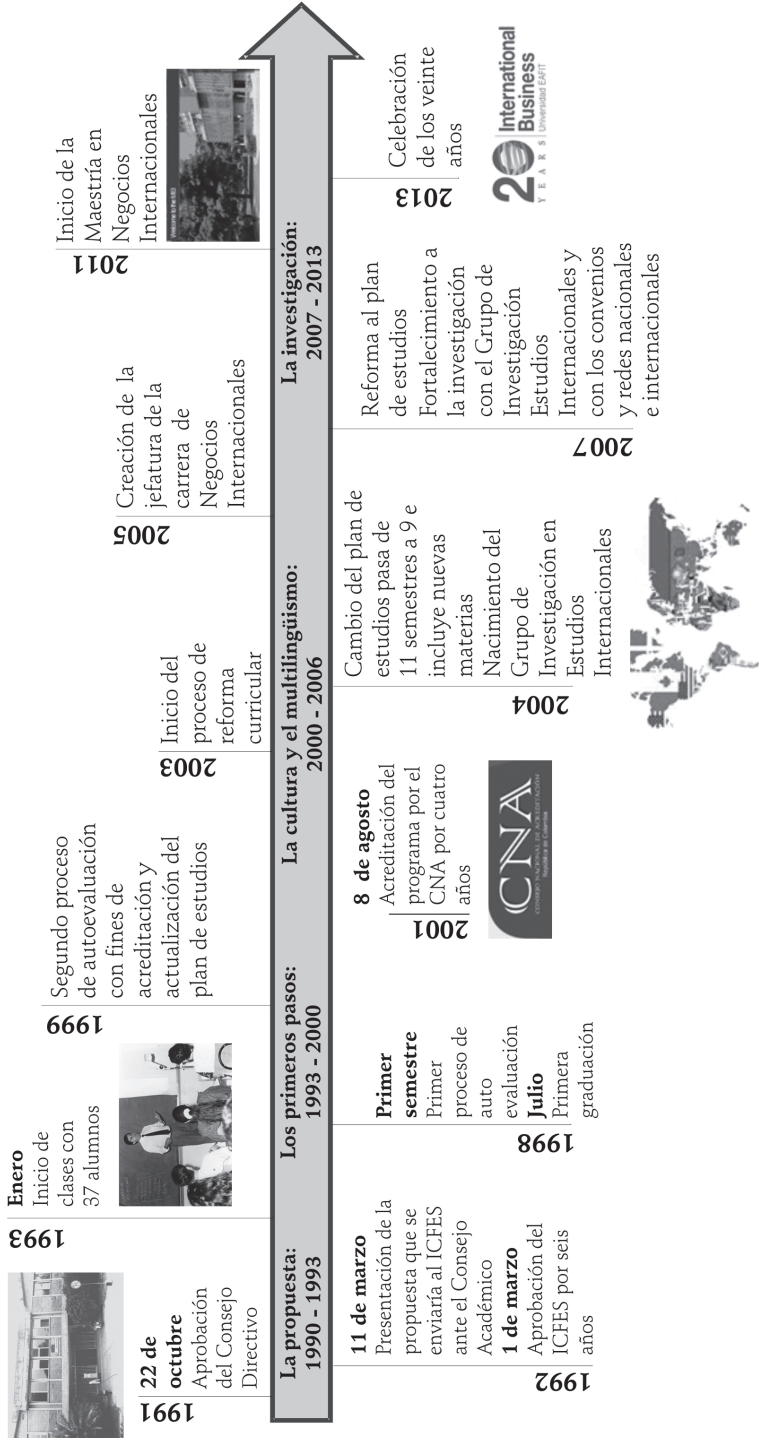 1991
22 de
octubre
Aprobación
del Consejo
Directivo
1993
Enero
Inicio de
clases con
37 alumnos
1999
Segundo proceso
de autoevaluación
con fines de
acreditación y
actualización del
plan de estudios
2003
Inicio del
proceso de
reforma
curricular
2005
Creación de la
jefatura de la
carrera de
Negocios
Internacionales
2011
Inicio de la
Maestría en
Negocios
Internacionales
La propuesta:
1990 - 1993
Los primeros pasos:
1993 - 2000
La cultura y el multilingüismo:
2000 - 2006
La investigación:
2007 - 2013
1992
11 de marzo
Presentación de la
propuesta que se
enviaría al ICFES
ante el Consejo
Académico
1 de marzo
Aprobación del
ICFES por seis
años
1998
Primer
semestre
Primer
proceso de
auto
evaluación
Julio
Primera
graduación
2001
8 de agosto
Acreditación del
programa por el
CNA por cuatro
años
CNA
CONSEJO NACIONAL DE ACREDITACIÓN
República de Colombia
2004
Cambio del plan de
estudios pasa de
11 semestres a 9 e
incluye nuevas
materias
Nacimiento del
Grupo de
Investigación en
Estudios
Internacionales
2007
Reforma al plan
de estudios
Fortalecimiento a
la investigación
con el Grupo de
Investigación
Estudios
Internacionales y
con los convenios
y redes nacionales
e internacionales
2013
Celebración
de los veinte
años
20
YEARS
International
Business
Universidad EAFIT